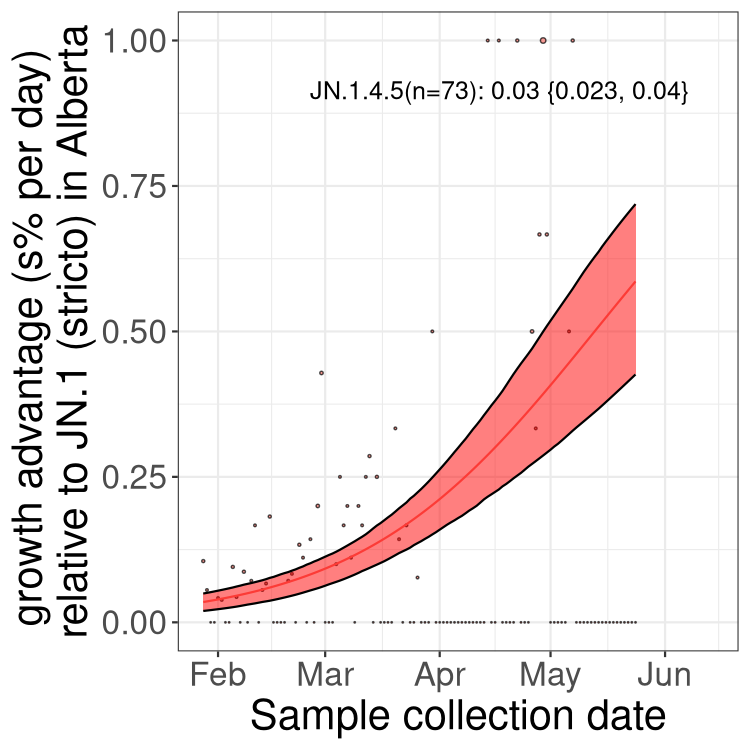 growth advantage (s% per day)
relative to JN.1 (stricto) in Alberta
1.00
0.75
0.50
0.25
0.00
JN.1.4.5(n=73): 0.03 {0.023, 0.04}
Feb Mar Apr May Jun
Sample collection date